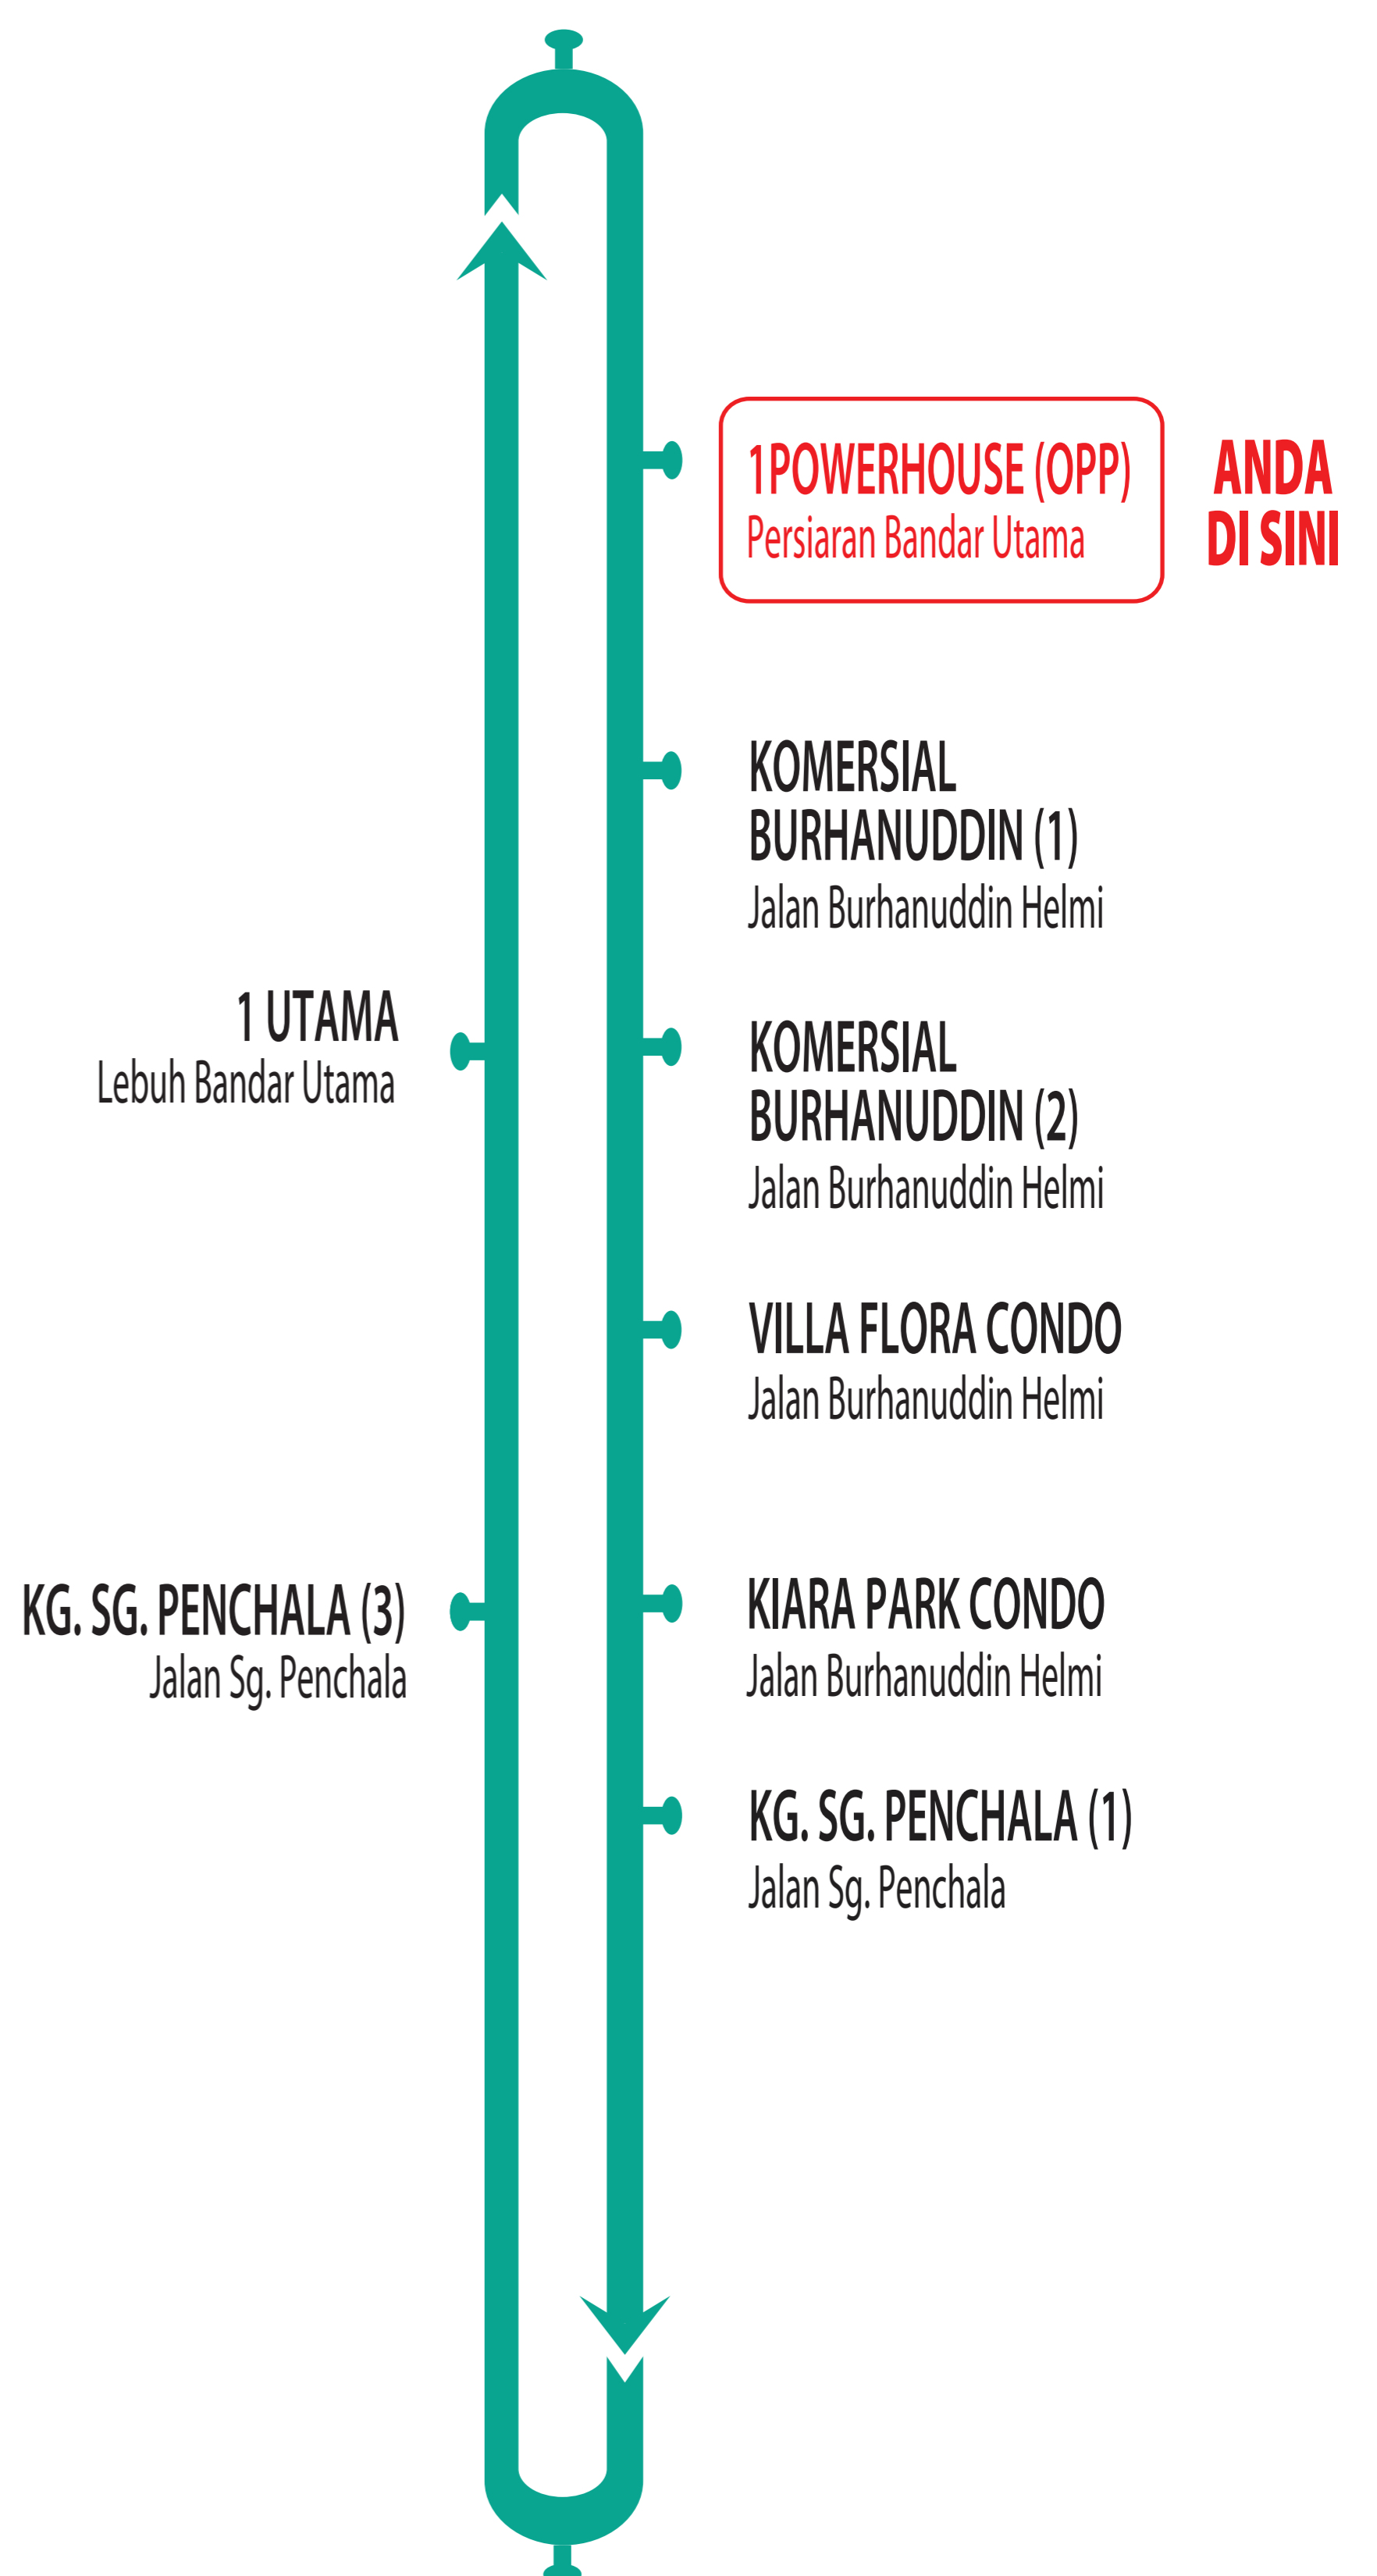 1POWERHOUSE (OPP)
Persiaran Bandar Utama
ANDA
DI SINI
KOMERSIAL
BURHANUDDIN (1)
Jalan Burhanuddin Helmi
1 UTAMA
Lebuh Bandar Utama
KOMERSIAL
BURHANUDDIN (2)
Jalan Burhanuddin Helmi
VILLA FLORA CONDO
Jalan Burhanuddin Helmi
KG. SG. PENCHALA (3)
Jalan Sg. Penchala
KIARA PARK CONDO
Jalan Burhanuddin Helmi
KG. SG. PENCHALA (1)
Jalan Sg. Penchala